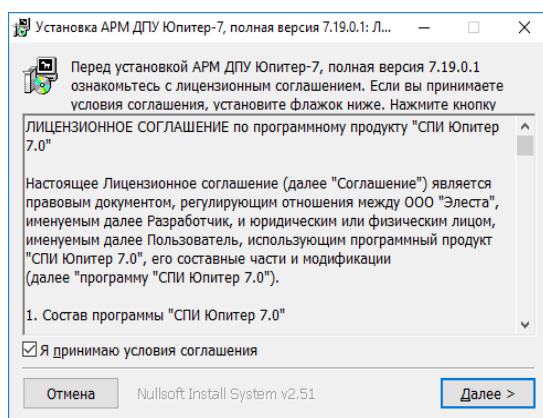 Установка АРМ ДПУ Юпитер-7, полная версия 7.19.0.1: Л...
Перед установкой АРМ ДПУ Юпитер-7, полная версия 7.19.0.1
ознакомьтесь с лицензионным соглашением. Если вы принимаете
условия соглашения, установите флажок ниже. Нажмите кнопку
ЛИЦЕНЗИОННОЕ СОГЛАШЕНИЕ по программному продукту "СПИ Юпитер
7.0"
Настоящее Лицензионное соглашение (далее "Соглашение") является
правовым документом, регулирующим отношения между ООО "Элеста",
именуемым далее Разработчик, и юридическим или физическим лицом,
именуемым далее Пользователь, использующим программный продукт
"СПИ Юпитер 7.0", его составные части и модификации
(далее "программу "СПИ Юпитер 7.0").
1. Состав программы "СПИ Юпитер 7.0"
Я принимаю условия соглашения
Отмена Nullsoft Install System v2.51 Далее >